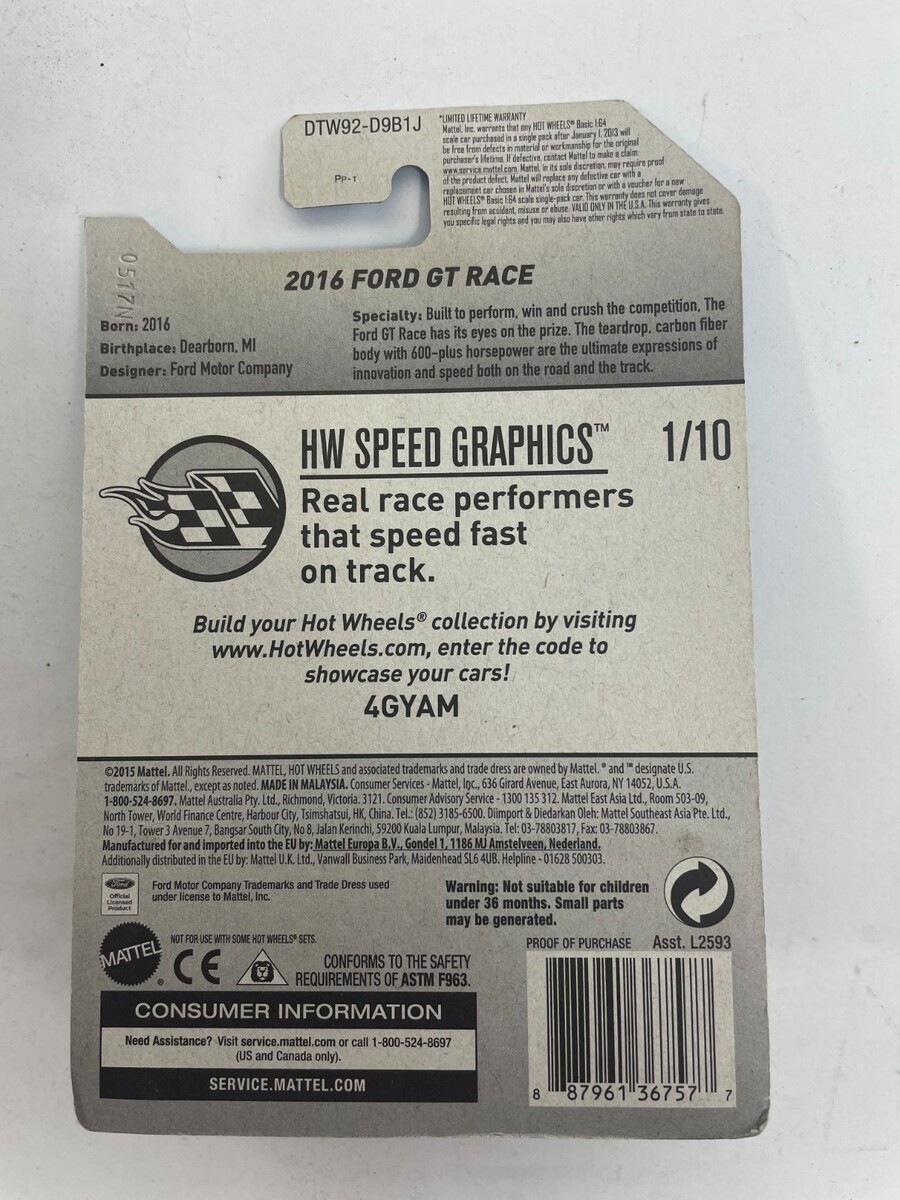 DTW92-D9B1J
PP-T
*LIMITED LIFETIME WARRANTY
Mattel, Inc. warrants that any HOT WHEELS® Basic 1:64
scale car purchased in a single pack after January 1, 2013 will
be free from defects in material or workmanship for the original
purchaser's lifetime. If defective, contact Mattel to make a claim:
www.service.mattel.com. Mattel, in its sole discretion, may require proof
of the product defect. Mattel will replace any defective car with a
replacement car chosen in Mattel's sole discretion or with a voucher for a new
HOT WHEELS® Basic 1:64 scale single-pack car. This warranty does not cover damage
resulting from accident, misuse or abuse. VALID ONLY IN THE U.S.A. This warranty gives
you specific legal rights and you may also have other rights which vary from state to state.
0517N
2016 FORD GT RACE
Born: 2016
Birthplace: Dearborn, MI
Designer: Ford Motor Company
Specialty: Built to perform, win and crush the competition. The
Ford GT Race has its eyes on the prize. The teardrop, carbon fiber
body with 600-plus horsepower are the ultimate expressions of
innovation and speed both on the road and the track.
HW SPEED GRAPHICS™ 1/10
Real race performers
that speed fast
on track.
Build your Hot Wheels® collection by visiting
www.HotWheels.com, enter the code to
showcase your cars!
4GYAM
©2015 Mattel. All Rights Reserved. MATTEL, HOT WHEELS and associated trademarks and trade dress are owned by Mattel. ® and ™ designate U.S.
trademarks of Mattel., except as noted. MADE IN MALAYSIA. Consumer Services - Mattel, Inc., 636 Girard Avenue, East Aurora, NY 14052, U.S.A.
1-800-524-8697. Mattel Australia Pty. Ltd., Richmond, Victoria. 3121. Consumer Advisory Service - 1300 135 312. Mattel East Asia Ltd., Room 503-09,
North Tower, World Finance Centre, Harbour City, Tsimshatsui, HK, China. Tel.: (852) 3185-6500. Diimport & Diedarkan Oleh: Mattel Southeast Asia Pte. Ltd.,
No 19-1, Tower 3 Avenue 7, Bangsar South City, No 8, Jalan Kerinchi, 59200 Kuala Lumpur, Malaysia. Tel: 03-78803817, Fax: 03-78803867.
Manufactured for and imported into the EU by: Mattel Europa B.V., Gondel 1, 1186 MJ Amstelveen, Nederland.
Additionally distributed in the EU by: Mattel U.K. Ltd., Vanwall Business Park, Maidenhead SL6 4UB. Helpline - 01628 500303.
Ford
Official
Licensed
Product
Ford Motor Company Trademarks and Trade Dress used
under license to Mattel, Inc.
Warning: Not suitable for children
under 36 months. Small parts
may be generated.
MATTEL®
NOT FOR USE WITH SOME HOT WHEELS® SETS.
CE
CONFORMS TO THE SAFETY
REQUIREMENTS OF ASTM F963.
PROOF OF PURCHASE Asst. L2593
CONSUMER INFORMATION
Need Assistance? Visit service.mattel.com or call 1-800-524-8697
(US and Canada only).
SERVICE.MATTEL.COM
8 87961 36757 7